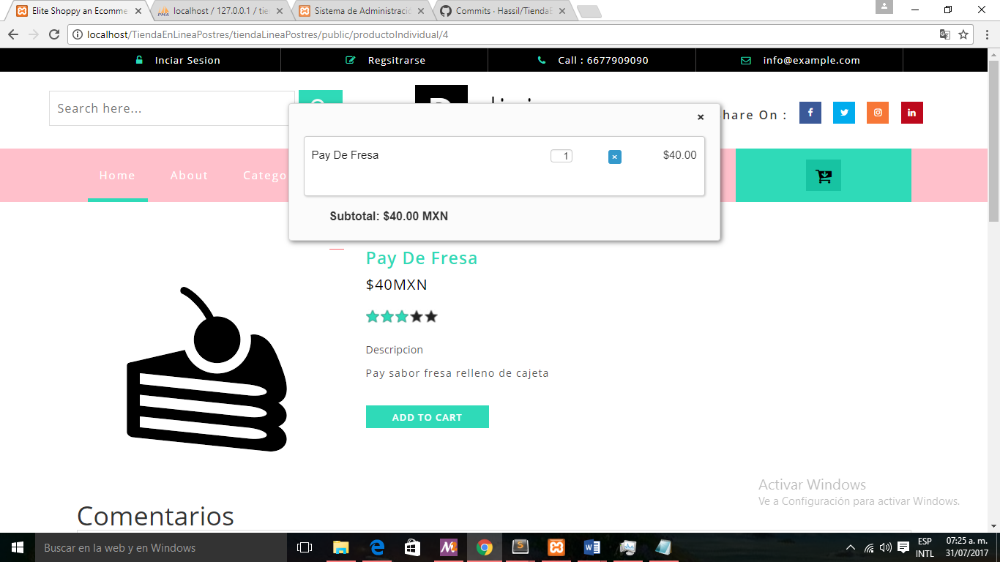 Elite Shoppy an Ecomme
localhost / 127.0.0.1 / tie
Sistema de Administració
Commits - Hassil/TiendaE
localhost/TiendaEnLineaPostres/tiendaLineaPostres/public/productoIndividual/4
Inciar Sesion
Regsitrarse
Call : 6677909090
info@example.com
Search here...
hare On :
Home
About
Catego
Pay De Fresa
1
$40.00
Subtotal: $40.00 MXN
Pay De Fresa
$40MXN
Descripcion
Pay sabor fresa relleno de cajeta
ADD TO CART
Comentarios
Activar Windows
Ve a Configuración para activar Windows.
Buscar en la web y en Windows
ESP
INTL
07:25 a. m.
31/07/2017